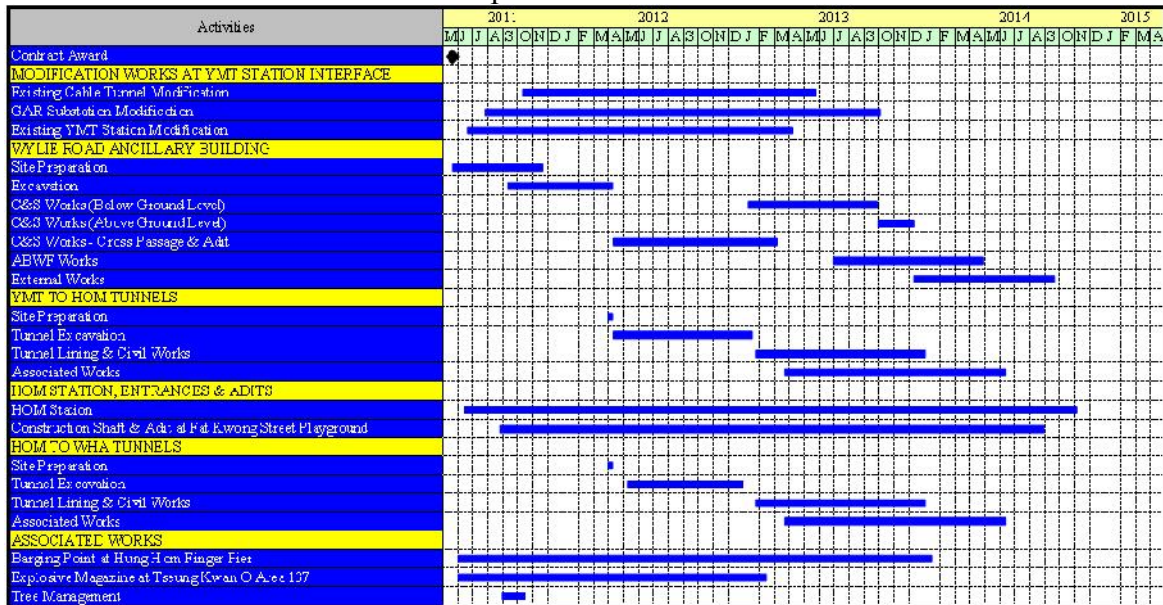 Activities
2011 2012 2013 2014 2015
M J J A S O N D J F M A M J J A S O N D J F M A M J J A S O N D J F M A M J J A S O N D J F M A
Contract Award
MODIFICATION WORKS AT YMT STATION INTERFACE
Existing Cable Tunnel Modification
GAR Substation Modification
Existing YMT Station Modification
WYLIE ROAD ANCILLARY BUILDING
Site Preparation
Excavation
C&S Works (Below Ground Level)
C&S Works (Above Ground Level)
C&S Works - Cross Passage & Adit
ABWF Works
External Works
YMT TO HOM TUNNELS
Site Preparation
Tunnel Excavation
Tunnel Lining & Civil Works
Associated Works
HOM STATION, ENTRANCES & ADITS
HOM Station
Construction Shaft & Adit at Fat Kwong Street Playground
HOM TO WHA TUNNELS
Site Preparation
Tunnel Excavation
Tunnel Lining & Civil Works
Associated Works
ASSOCIATED WORKS
Barging Point at Hung Hom Finger Pier
Explosive Magazine at Tseung Kwan O Area 137
Tree Management